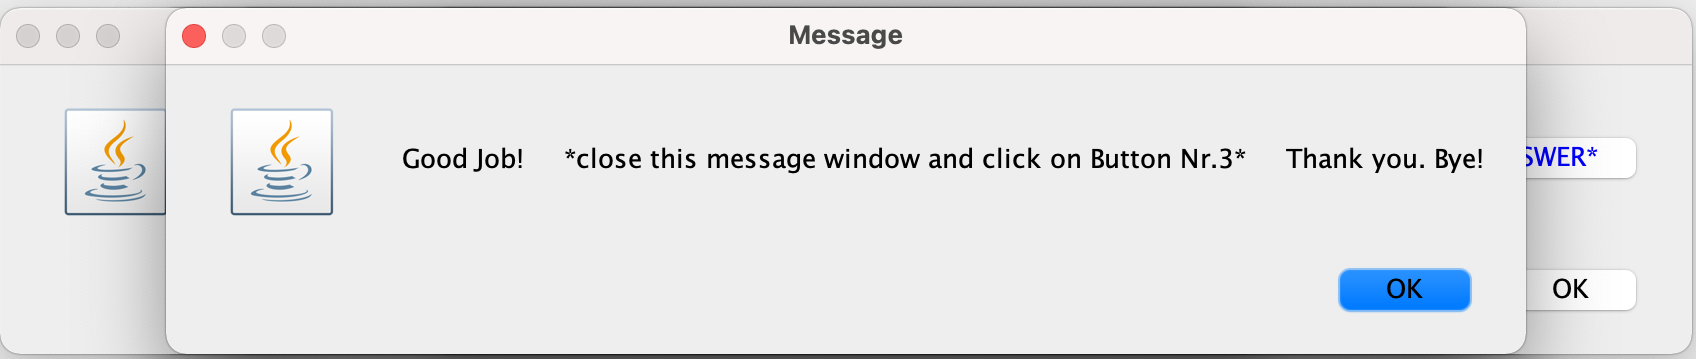 Message
Good Job! *close this message window and click on Button Nr.3* Thank you. Bye!
SWER*
OK
OK